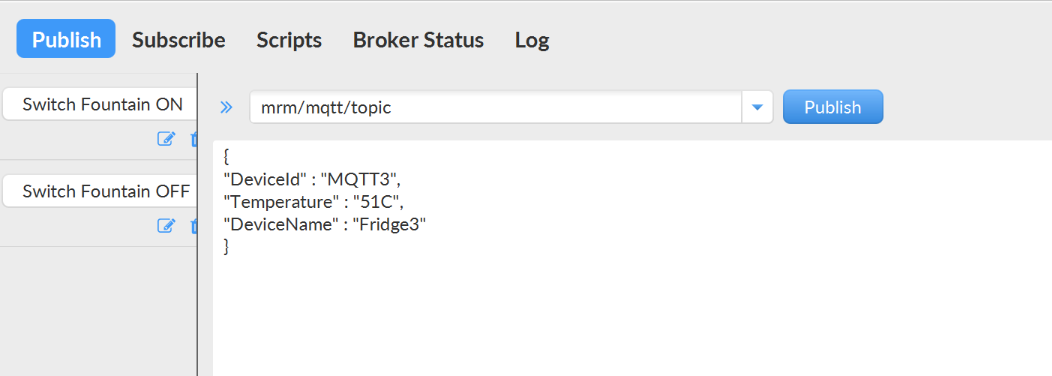 Publish Subscribe Scripts Broker Status Log
Switch Fountain ON
Switch Fountain OFF
mrm/mqtt/topic Publish
{
"DeviceId" : "MQTT3",
"Temperature" : "51C",
"DeviceName" : "Fridge3"
}